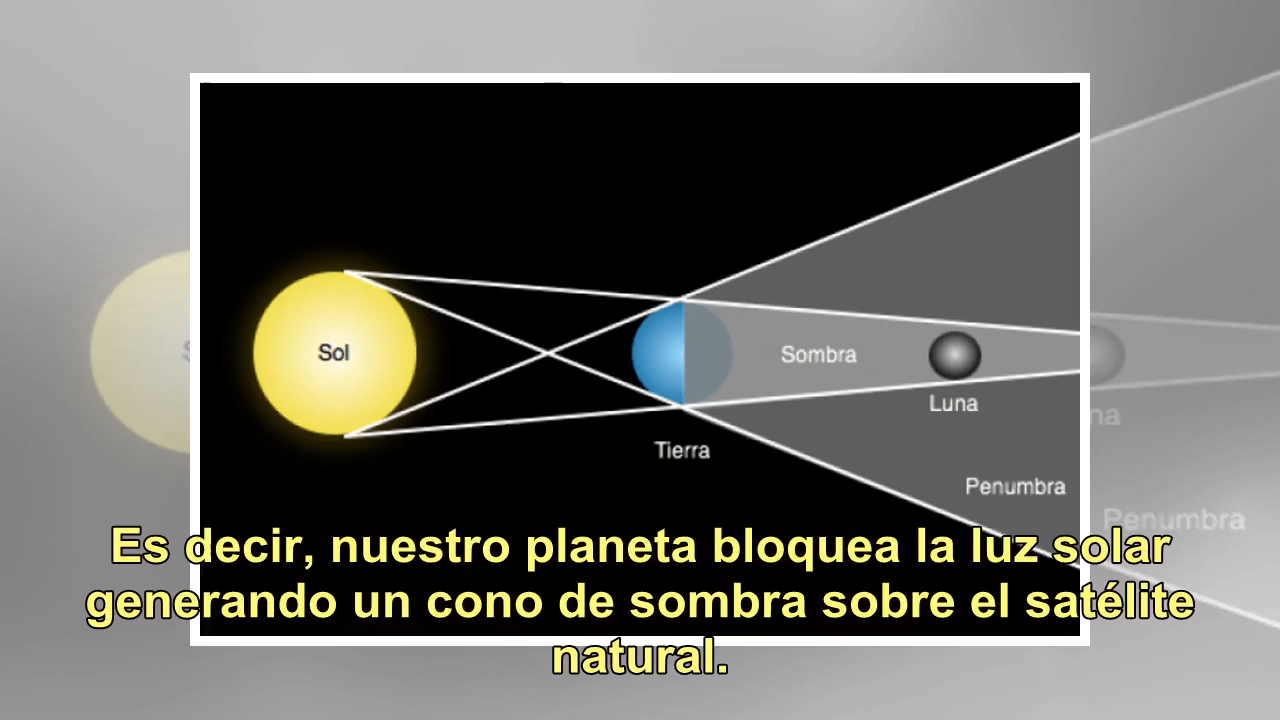 Sol
Sombra
Luna
Tierra
Penumbra
Penumbra
Es decir, nuestro planeta bloquea la luz solar
generando un cono de sombra sobre el satélite
natural.